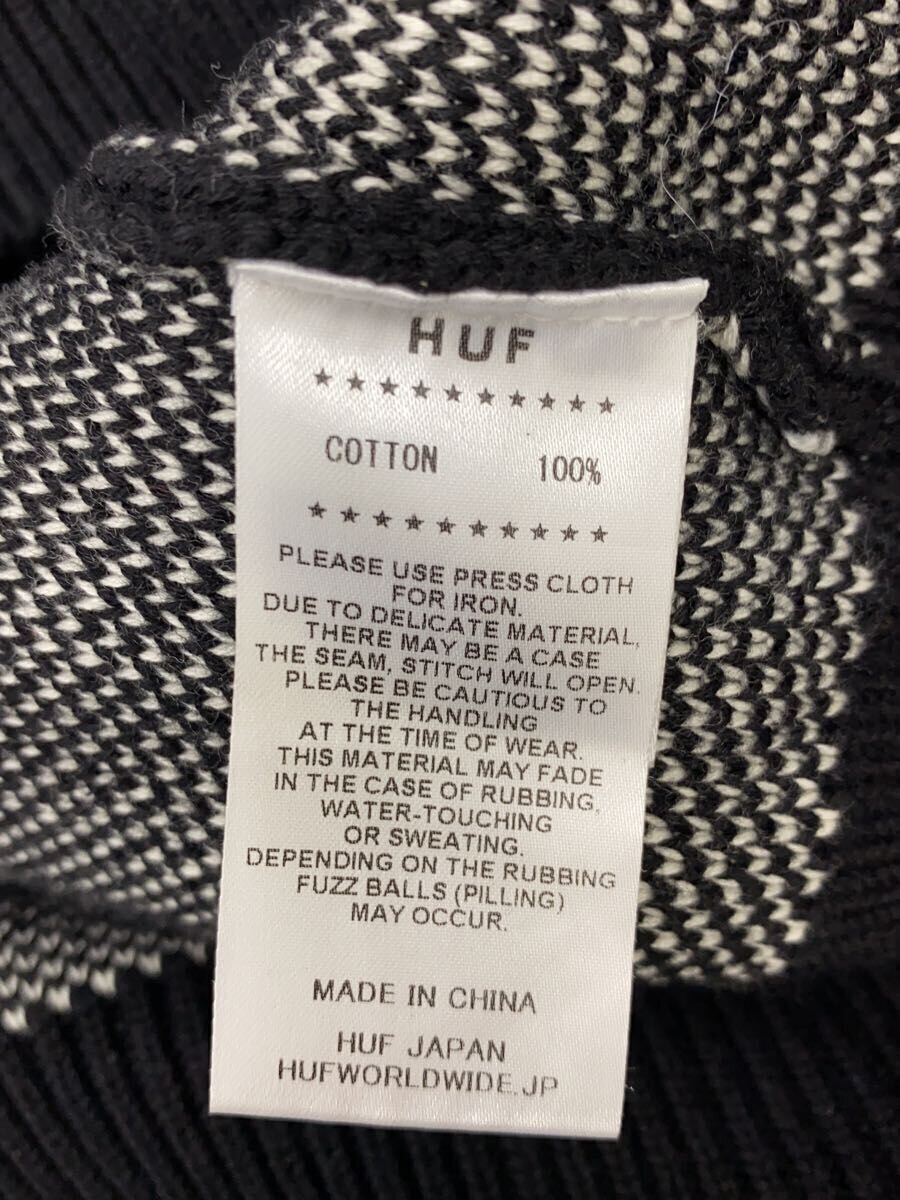 HUF
★★★★★★★★★★
COTTON 100%
★★★★★★★★★★
PLEASE USE PRESS CLOTH
FOR IRON.
DUE TO DELICATE MATERIAL,
THERE MAY BE A CASE
THE SEAM, STITCH WILL OPEN.
PLEASE BE CAUTIOUS TO
THE HANDLING
AT THE TIME OF WEAR.
THIS MATERIAL MAY FADE
IN THE CASE OF RUBBING,
WATER-TOUCHING
OR SWEATING.
DEPENDING ON THE RUBBING
FUZZ BALLS (PILLING)
MAY OCCUR.
MADE IN CHINA
HUF JAPAN
HUFWORLDWIDE.JP